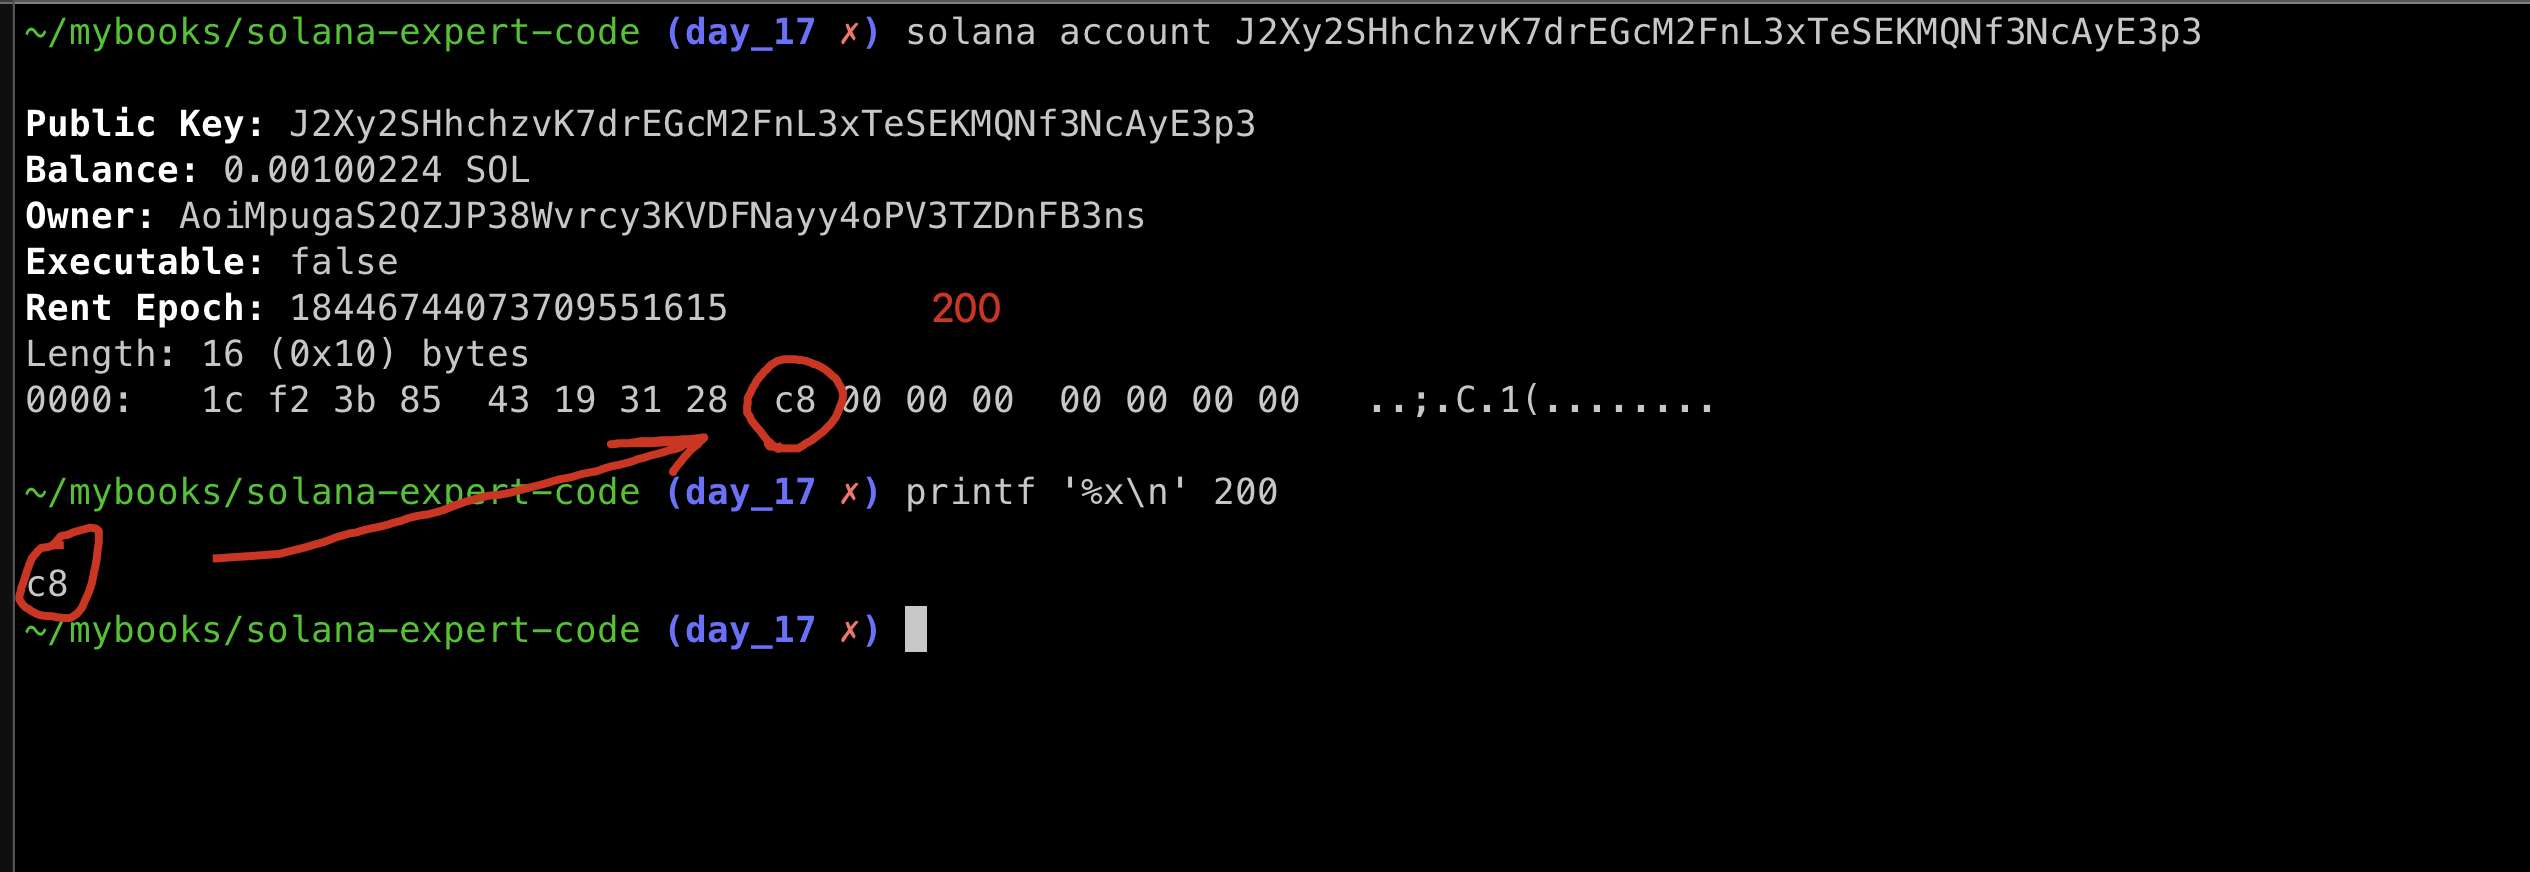 ~/mybooks/solana-expert-code (day_17 ✗) solana account J2Xy2SHhchzvK7drEGcM2FnL3xTeSEKMQNf3NcAyE3p3
Public Key: J2Xy2SHhchzvK7drEGcM2FnL3xTeSEKMQNf3NcAyE3p3
Balance: 0.00100224 SOL
Owner: AoiMpugaS2QZJP38Wvrcy3KVDFNayy4oPV3TZDnFB3ns
Executable: false
Rent Epoch: 18446744073709551615 200
Length: 16 (0x10) bytes
0000:   1c f2 3b 85  43 19 31 28  c8 00 00 00  00 00 00 00   ..;.C.1(........
~/mybooks/solana-expert-code (day_17 ✗) printf '%x\n' 200
c8
~/mybooks/solana-expert-code (day_17 ✗)